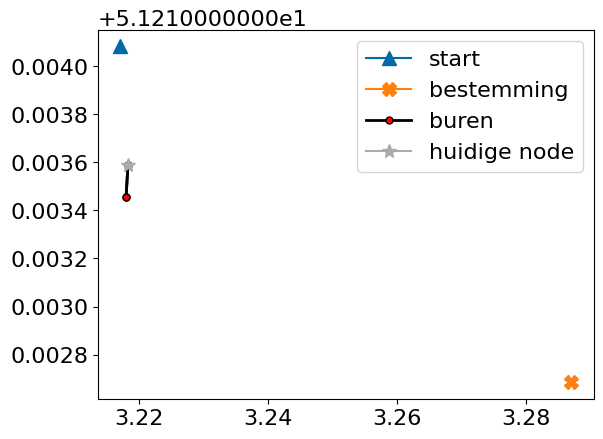 +5.1210000000e1
0.0040
0.0038
0.0036
0.0034
0.0032
0.0030
0.0028
3.22
3.24
3.26
3.28
start
bestemming
buren
huidige node